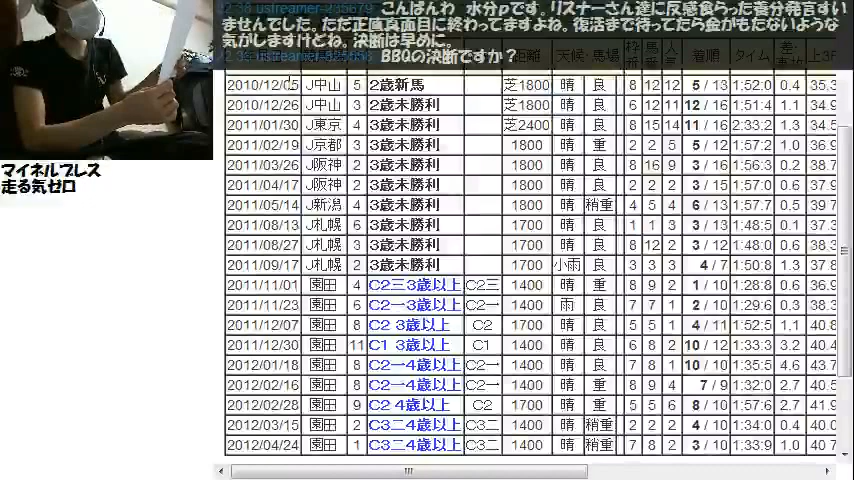 12:38 ustreamer-235679 こんばんわ 水分pです。リスナーさん達に反感食らった養分発言すい
ませんでした。ただ正直真面目に終わってますよね。復活まで待ってたら金がもたないような
気がしますけどね。決断は早めに。
BBQの決断ですか？
マイネルプレス
走る気ゼロ
距離 天候 馬場 枠番 馬番 人気 着順 タイム 差 上3F
2010/12/05 J中山 5 2歳新馬 芝1800 晴 良 8 12 12 5 / 13 1:52:0 0.4 35.3
2010/12/26 J中山 5 2歳未勝利 芝1800 晴 良 6 12 11 12 / 16 1:51:4 1.1 34.9
2011/01/30 J東京 4 3歳未勝利 芝2400 晴 良 8 15 14 11 / 16 2:33:2 1.3 34.5
2011/02/19 J京都 3 3歳未勝利 1800 晴 重 2 2 5 5 / 12 1:57:2 1.0 36.9
2011/03/26 J阪神 2 3歳未勝利 1800 晴 良 8 16 9 3 / 16 1:56:3 0.2 38.7
2011/04/17 J阪神 2 3歳未勝利 1800 晴 良 2 2 2 3 / 15 1:57:0 0.6 37.9
2011/05/14 J新潟 4 3歳未勝利 1800 晴 稍重 4 5 4 6 / 13 1:57:7 0.5 39.7
2011/08/13 J札幌 6 3歳未勝利 1700 晴 良 1 1 3 3 / 13 1:48:5 0.1 37.3
2011/08/27 J札幌 3 3歳未勝利 1700 晴 良 8 12 2 3 / 12 1:48:0 0.6 38.3
2011/09/17 J札幌 2 3歳未勝利 1700 小雨 良 3 3 3 4 / 7 1:50:8 1.3 37.8
2011/11/01 園田 4 C2三3歳以上 C2三 1400 晴 重 8 9 2 1 / 10 1:28:8 0.6 36.9
2011/11/23 園田 6 C2一3歳以上 C2一 1400 雨 良 7 7 1 2 / 10 1:29:6 0.3 38.3
2011/12/07 園田 8 C2 3歳以上 C2 1700 晴 良 5 5 1 4 / 11 1:52:5 1.1 40.8
2011/12/30 園田 11 C1 3歳以上 C1 1400 晴 良 6 8 2 10 / 12 1:33:3 3.2 40.4
2012/01/18 園田 8 C2一4歳以上 C2一 1400 晴 良 7 8 1 10 / 10 1:35:5 4.6 43.7
2012/02/16 園田 8 C2一4歳以上 C2一 1400 晴 重 8 9 4 7 / 9 1:32:0 2.7 40.5
2012/02/28 園田 9 C2 4歳以上 C2 1700 晴 重 5 5 6 8 / 10 1:57:6 2.7 41.9
2012/03/15 園田 2 C3二4歳以上 C3二 1400 晴 稍重 2 2 2 4 / 10 1:34:0 0.4 40.0
2012/04/24 園田 1 C3二4歳以上 C3二 1400 晴 稍重 7 8 2 3 / 10 1:33:9 1.0 40.7